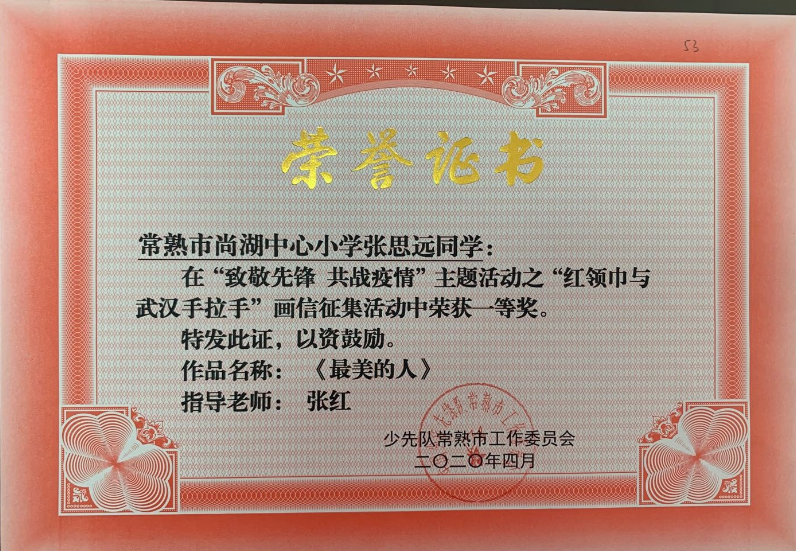 53
荣誉证书
常熟市尚湖中心小学张思远同学：
在“致敬先锋 共战疫情”主题活动之“红领巾与
武汉手拉手”画信征集活动中荣获一等奖。
特发此证，以资鼓励。
作品名称：《最美的人》
指导老师： 张红
少先队常熟市工作委员会
二〇二〇年四月